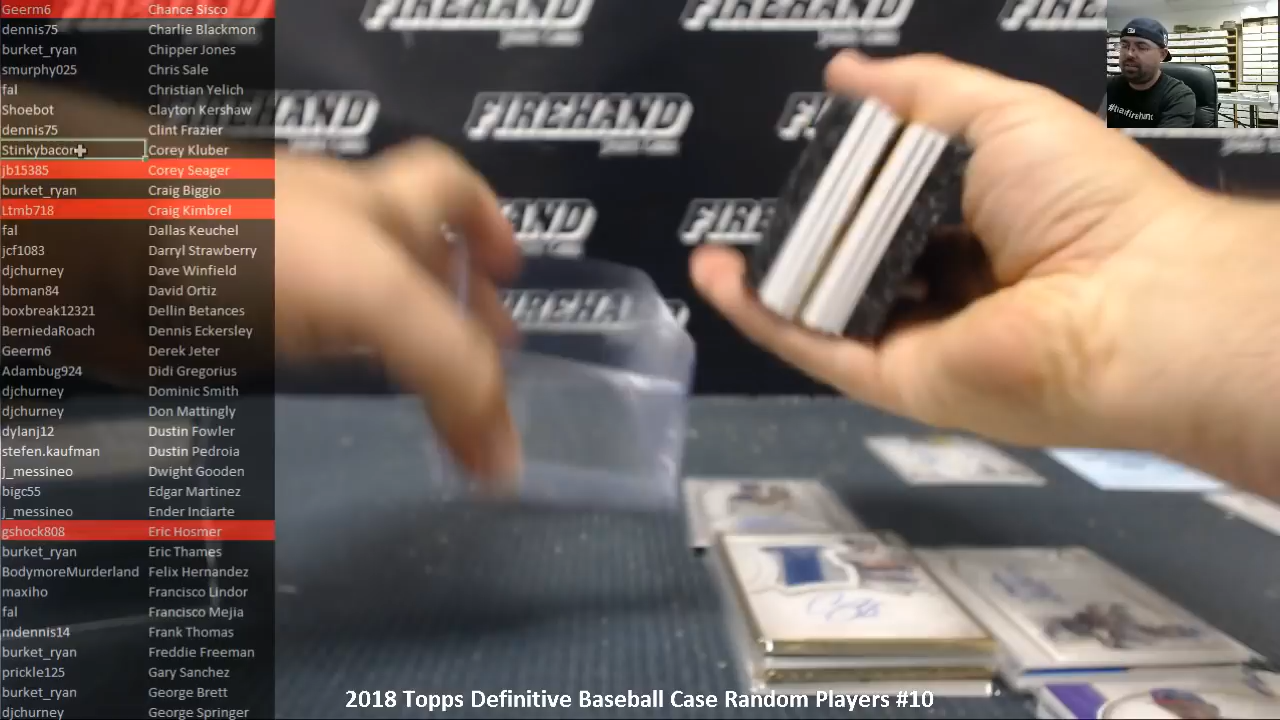 Geerm6 Chance Sisco
dennis75 Charlie Blackmon
burket_ryan Chipper Jones
smurphy025 Chris Sale
fal Christian Yelich
Shoebot Clayton Kershaw
dennis75 Clint Frazier
Stinkybacon Corey Kluber
jb15385 Corey Seager
burket_ryan Craig Biggio
Ltmb718 Craig Kimbrel
fal Dallas Keuchel
jcf1083 Darryl Strawberry
djchurney Dave Winfield
bbman84 David Ortiz
boxbreak12321 Dellin Betances
BerniedaRoach Dennis Eckersley
Geerm6 Derek Jeter
Adambug924 Didi Gregorius
djchurney Dominic Smith
djchurney Don Mattingly
dylanj12 Dustin Fowler
stefen.kaufman Dustin Pedroia
j_messineo Dwight Gooden
bigc55 Edgar Martinez
j_messineo Ender Inciarte
gshock808 Eric Hosmer
burket_ryan Eric Thames
BodymoreMurderland Felix Hernandez
maxiho Francisco Lindor
fal Francisco Mejia
mdennis14 Frank Thomas
burket_ryan Freddie Freeman
prickle125 Gary Sanchez
burket_ryan George Brett
djchurney George Springer
FIREHAND
FIREHAND
FIREHAND
2018 Topps Definitive Baseball Case Random Players #10